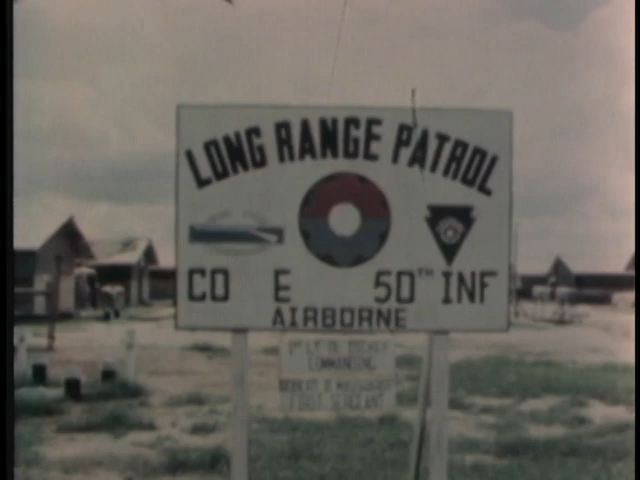 LONG RANGE PATROL
CO E 50TH INF
AIRBORNE
COMMANDING
FIRST SERGEANT